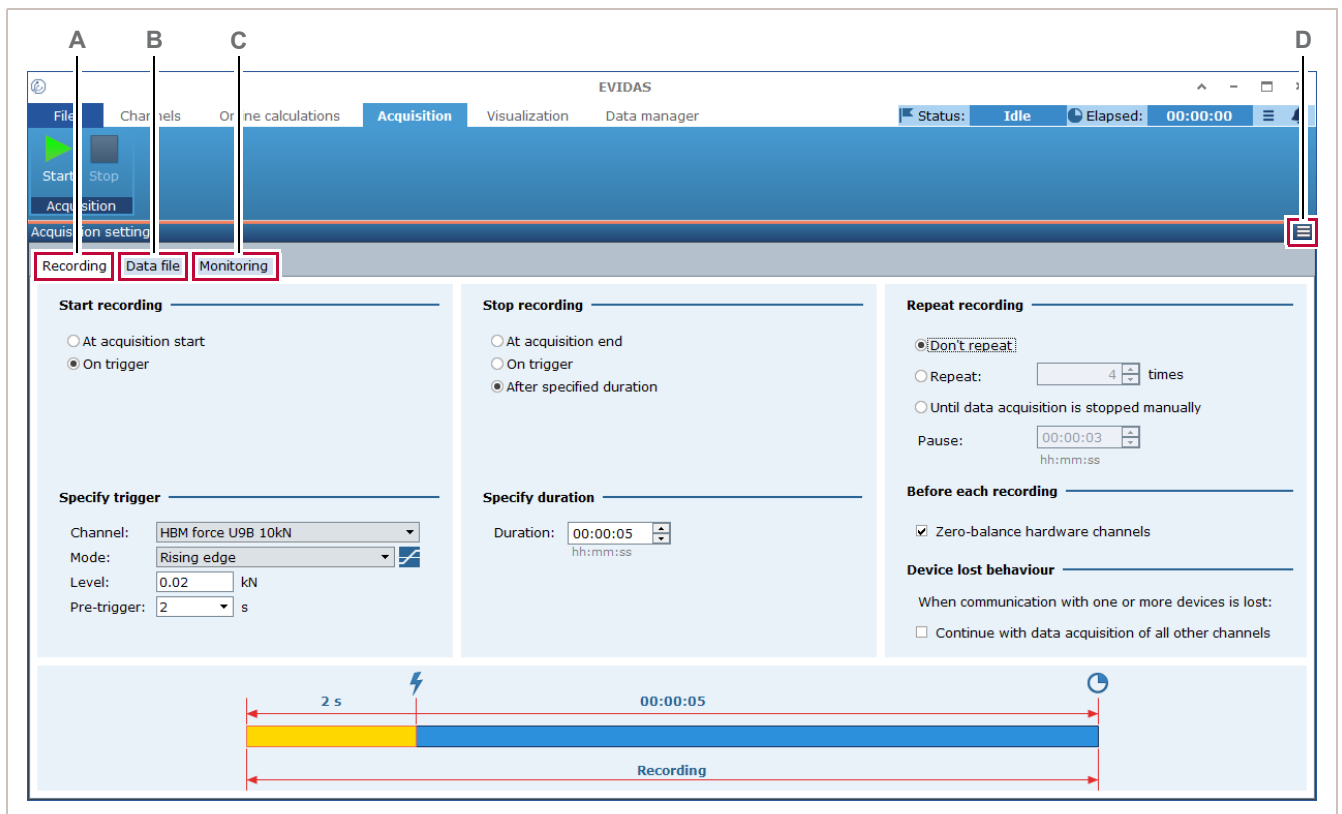 A B C D
EVIDAS
File Channels Online calculations Acquisition Visualization Data manager Status: Idle Elapsed: 00:00:00
Start Stop
Acquisition
Acquisition setting
Recording Data file Monitoring
Start recording
At acquisition start
On trigger
Specify trigger
Channel: HBM force U9B 10kN
Mode: Rising edge
Level: 0.02 kN
Pre-trigger: 2 s
Stop recording
At acquisition end
On trigger
After specified duration
Specify duration
Duration: 00:00:05
hh:mm:ss
Repeat recording
Don't repeat
Repeat: 4 times
Until data acquisition is stopped manually
Pause: 00:00:03
hh:mm:ss
Before each recording
Zero-balance hardware channels
Device lost behaviour
When communication with one or more devices is lost:
Continue with data acquisition of all other channels
2 s 00:00:05
Recording